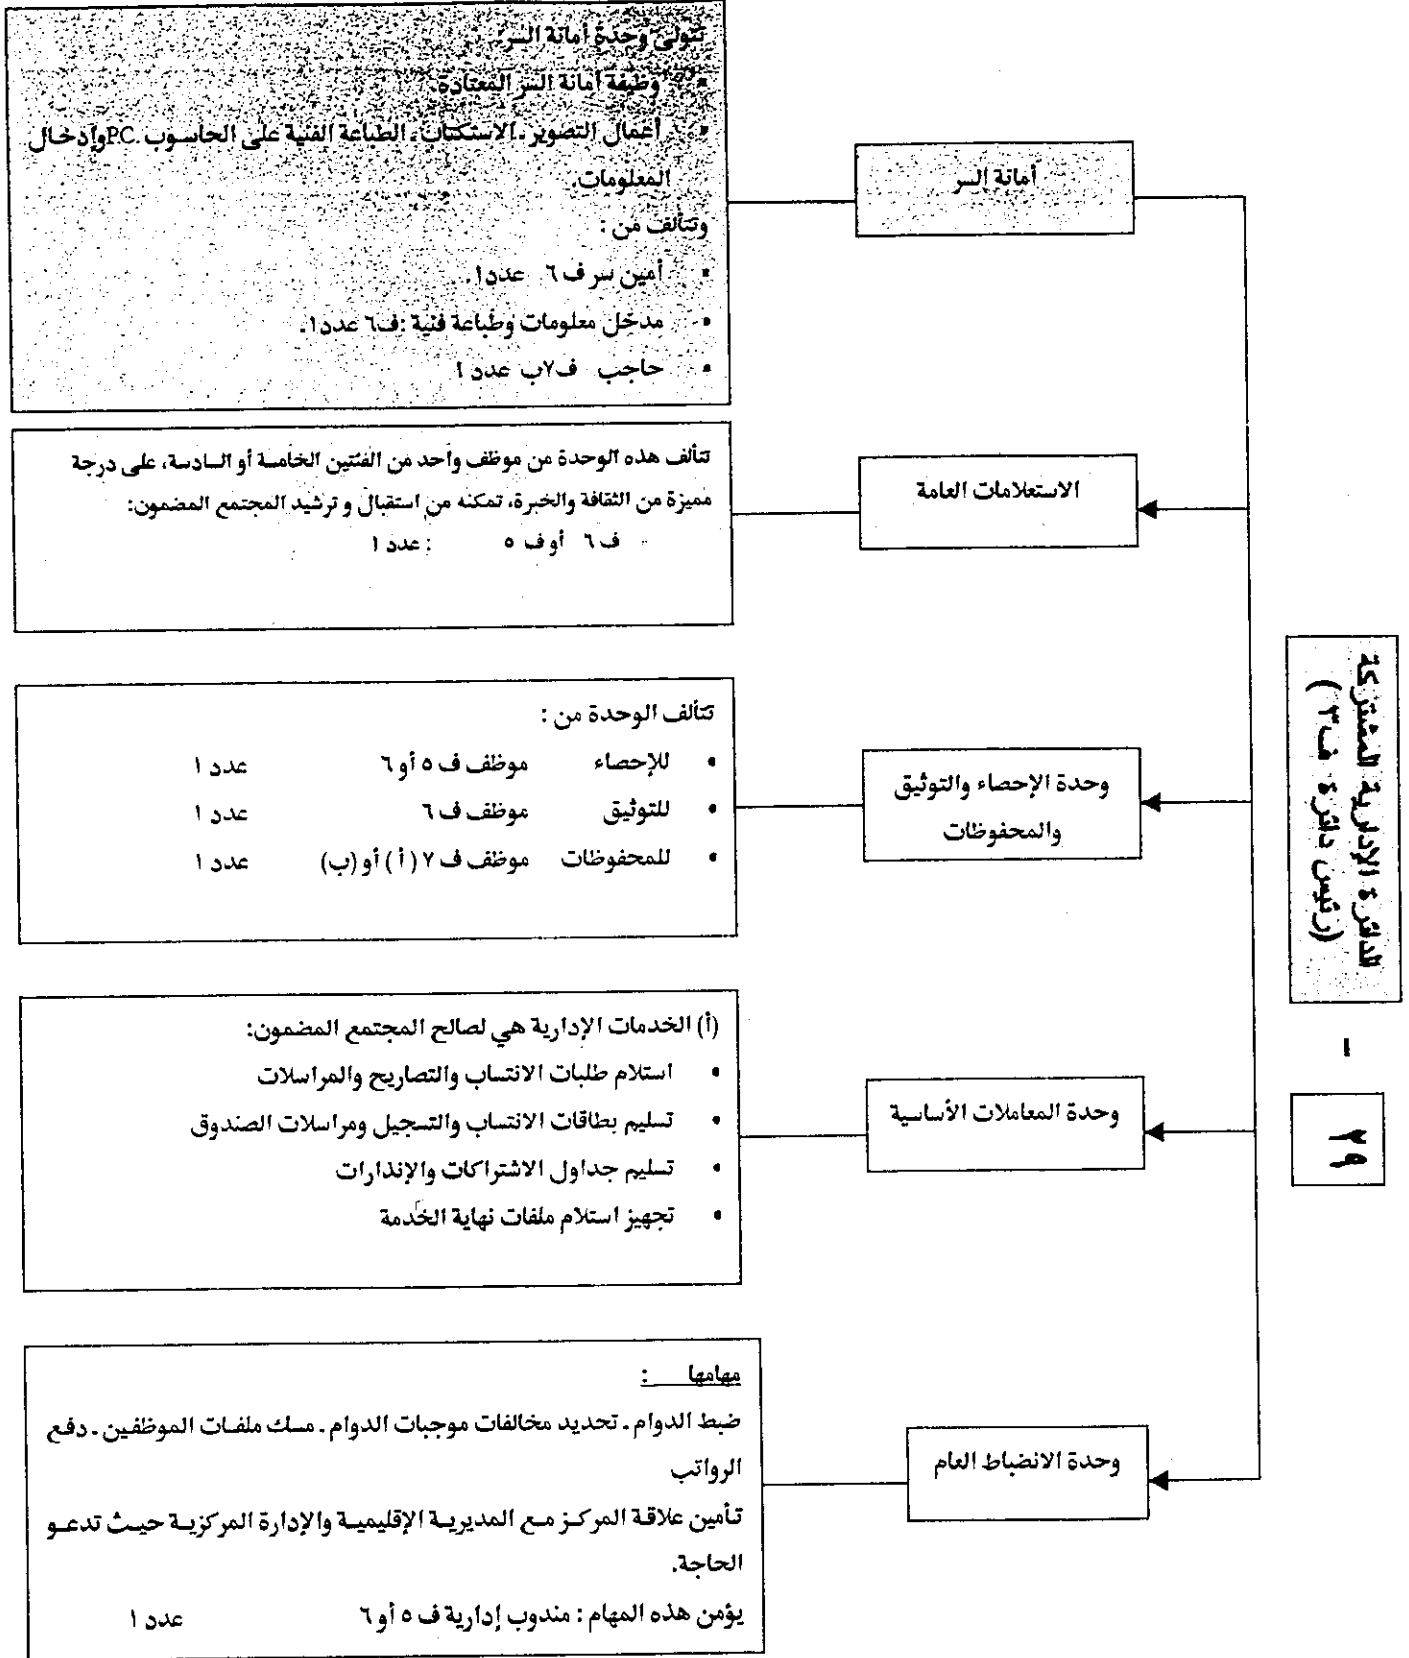 الدائرة الإدارية المشتركة
(رئيس دائرة ف٣)
-
٢٩
أمانة السر
تتولى وحدة أمانة السر:
• وظيفة أمانة السر المعتادة.
• أعمال التصوير ـ الاستكتاب ـ الطباعة الفنية على الحاسوب P.C. وإدخال
المعلومات.
وتتألف من :
• أمين سر ف ٦ عدد ١.
• مدخل معلومات وطباعة فنية : ف٦ عدد ١.
• حاجب ف٧ب عدد ١
الاستعلامات العامة
تتألف هذه الوحدة من موظف واحد من الفئتين الخامسة أو السادسة، على درجة
مميزة من الثقافة والخبرة، تمكنه من استقبال و ترشيد المجتمع المضمون:
ف ٦ أو ف ٥ : عدد ١
وحدة الإحصاء والتوثيق
والمحفوظات
تتألف الوحدة من :
• للإحصاء موظف ف ٥ أو ٦ عدد ١
• للتوثيق موظف ف ٦ عدد ١
• للمحفوظات موظف ف ٧ ( أ ) أو (ب) عدد ١
وحدة المعاملات الأساسية
(أ) الخدمات الإدارية هي لصالح المجتمع المضمون:
• استلام طلبات الانتساب والتصاريح والمراسلات
• تسليم بطاقات الانتساب والتسجيل ومراسلات الصندوق
• تسليم جداول الاشتراكات والإنذارات
• تجهيز استلام ملفات نهاية الخدمة
وحدة الانضباط العام
مهامها :
ضبط الدوام ـ تحديد مخالفات موجبات الدوام ـ مسك ملفات الموظفين ـ دفع
الرواتب
تأمين علاقة المركز مع المديرية الإقليمية والإدارة المركزية حيث تدعو
الحاجة.
يؤمن هذه المهام : مندوب إدارية ف ٥ أو ٦ عدد ١